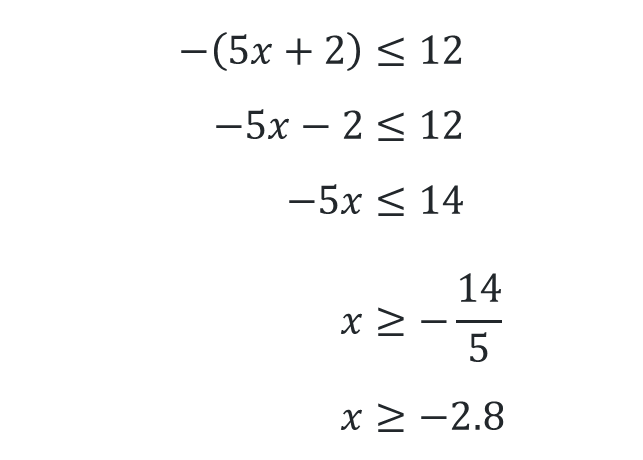 −(5x + 2) ≤ 12
−5x − 2 ≤ 12
−5x ≤ 14
x ≥ −14/5
x ≥ −2.8